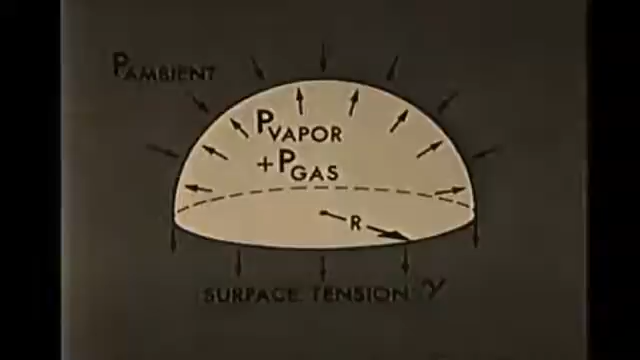 PAMBIENT
PVAPOR
+PGAS
R
SURFACE TENSION γ